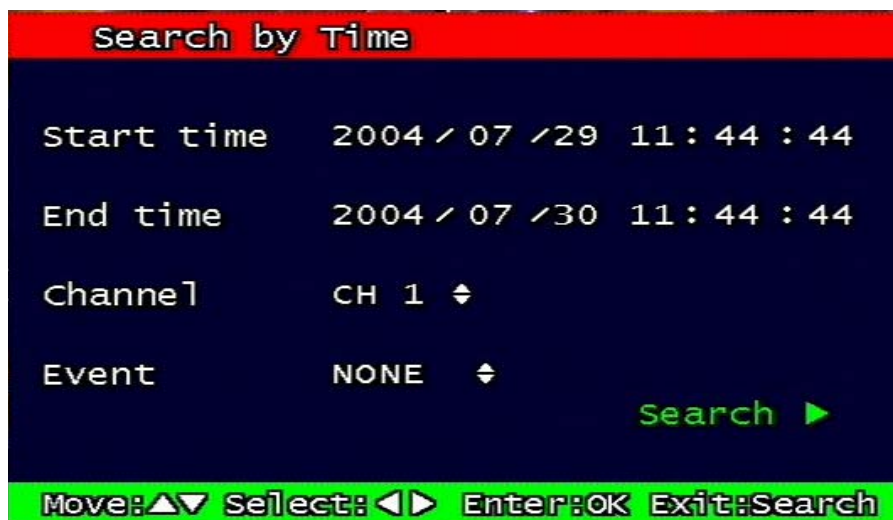 Search by Time
Start time 2004/07/29 11:44:44
End time 2004/07/30 11:44:44
Channel CH 1
Event NONE
Search ▶
Move:△▽ Select:◁▷ Enter:OK Exit:Search